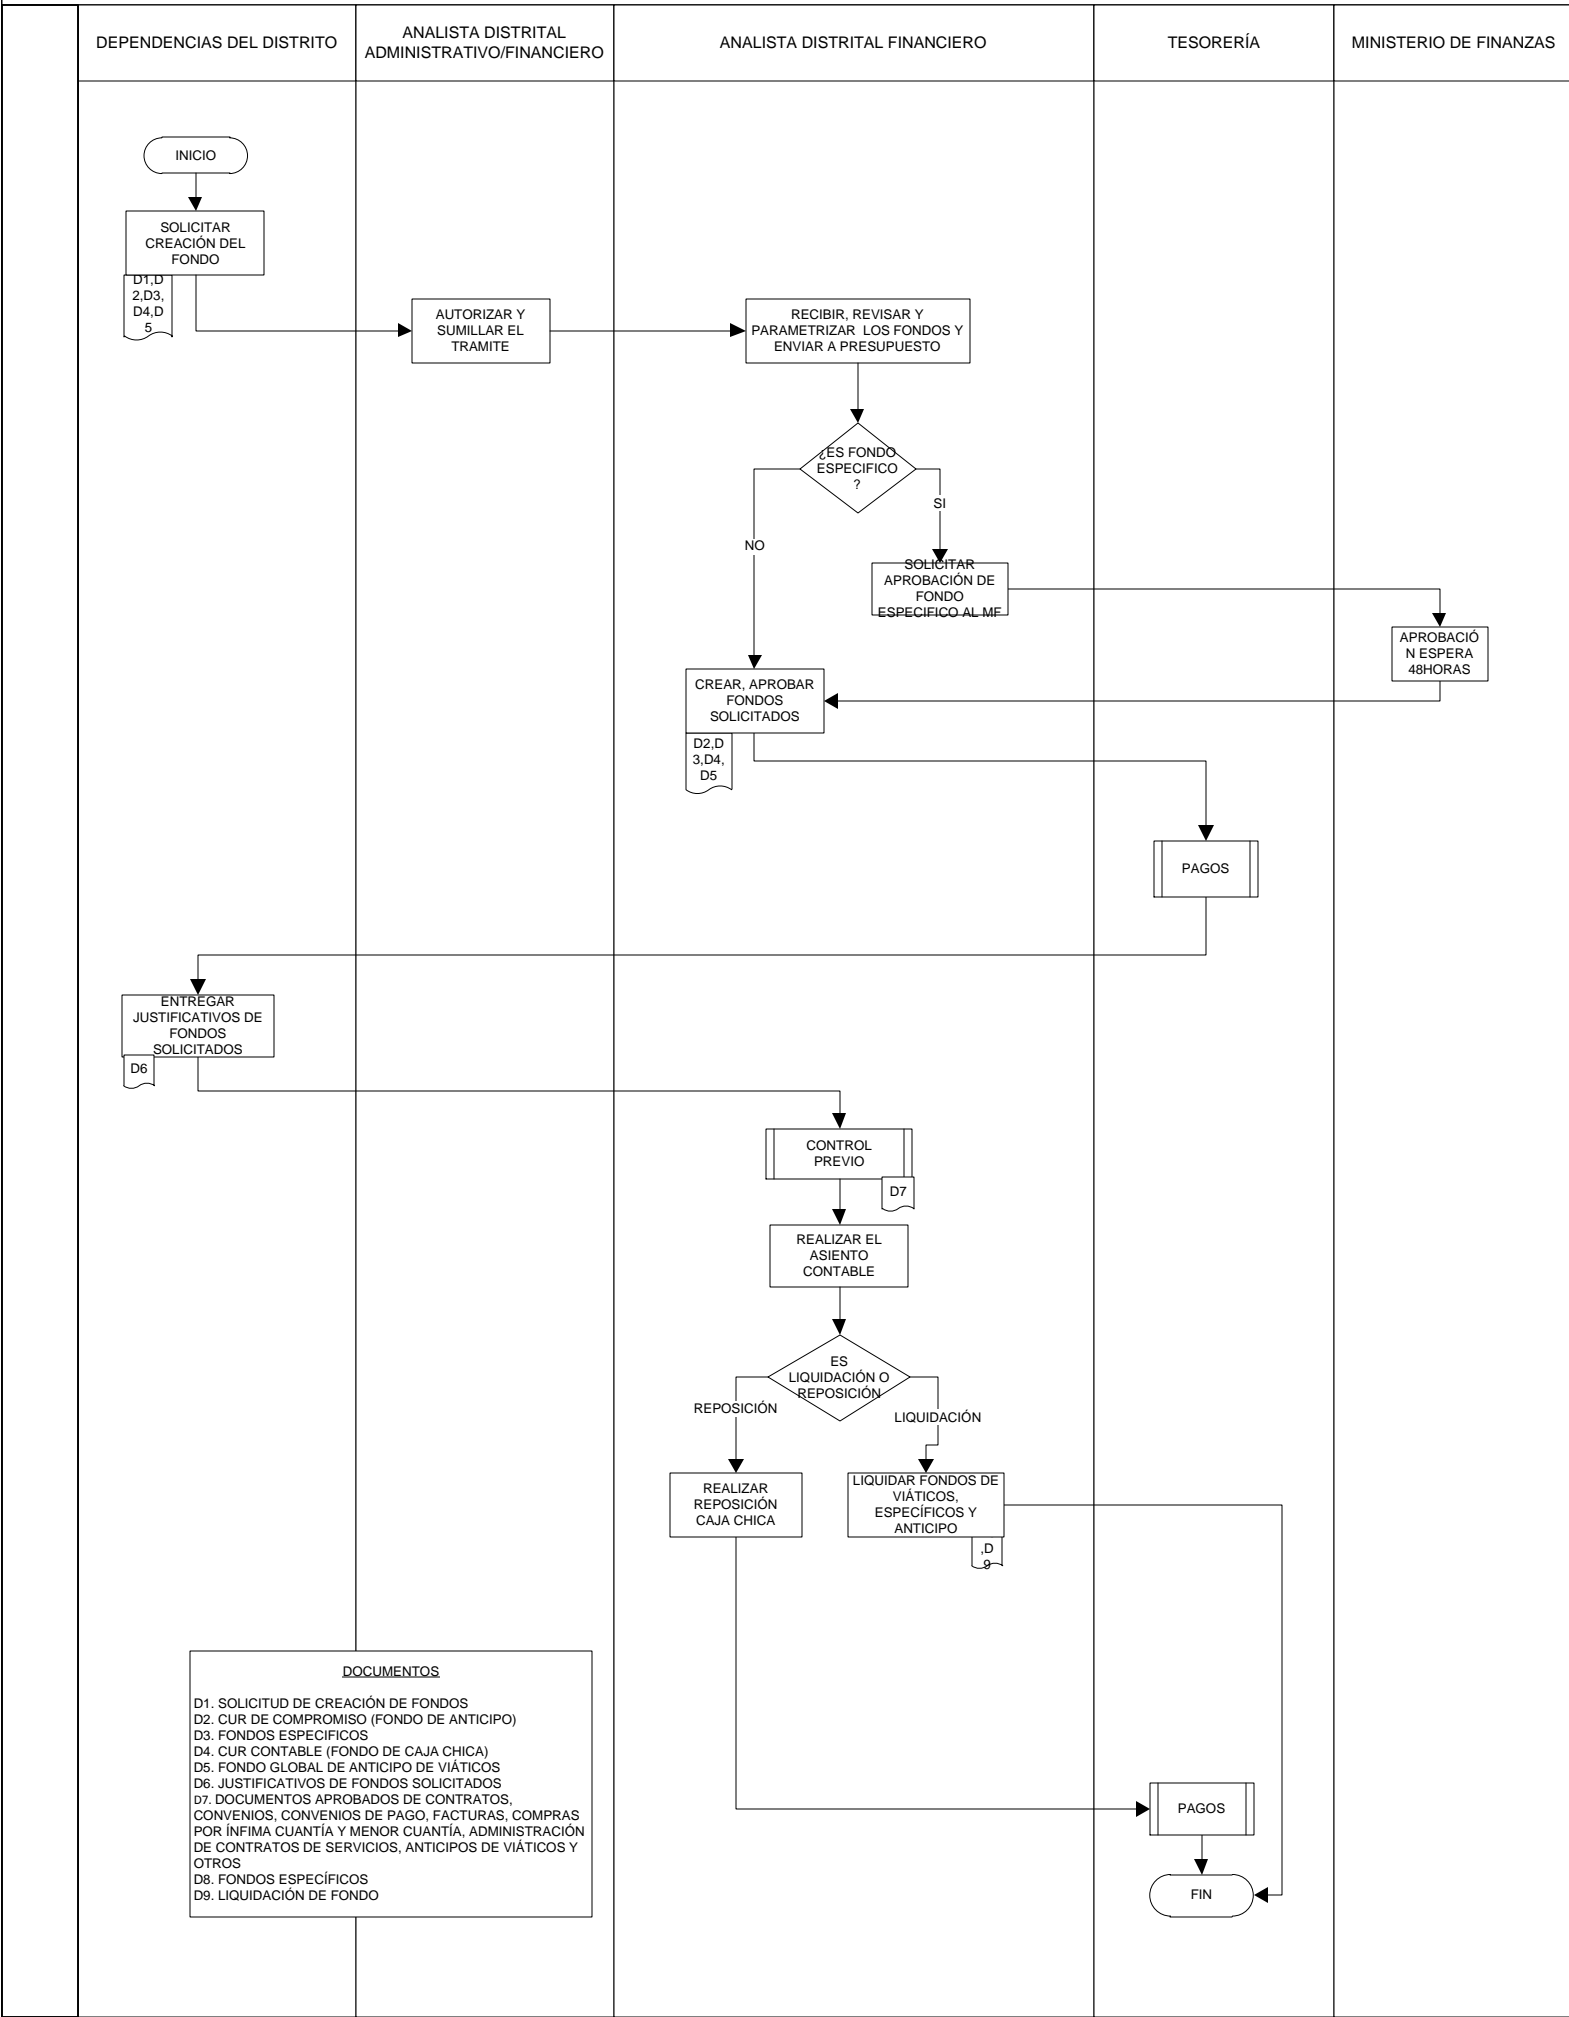 DEPENDENCIAS DEL DISTRITO
ANALISTA DISTRITAL
ADMINISTRATIVO/FINANCIERO
ANALISTA DISTRITAL FINANCIERO
TESORERÍA
MINISTERIO DE FINANZAS
INICIO
SOLICITAR
CREACIÓN DEL
FONDO
D1,D
2,D3,
D4,D
5
AUTORIZAR Y
SUMILLAR EL
TRAMITE
RECIBIR, REVISAR Y
PARAMETRIZAR LOS FONDOS Y
ENVIAR A PRESUPUESTO
¿ES FONDO
ESPECIFICO
?
SI
NO
SOLICITAR
APROBACIÓN DE
FONDO
ESPECIFICO AL MF
APROBACIÓ
N ESPERA
48HORAS
CREAR, APROBAR
FONDOS
SOLICITADOS
D2,D
3,D4,
D5
PAGOS
ENTREGAR
JUSTIFICATIVOS DE
FONDOS
SOLICITADOS
D6
CONTROL
PREVIO
D7
REALIZAR EL
ASIENTO
CONTABLE
ES
LIQUIDACIÓN O
REPOSICIÓN
REPOSICIÓN
LIQUIDACIÓN
REALIZAR
REPOSICIÓN
CAJA CHICA
LIQUIDAR FONDOS DE
VIÁTICOS,
ESPECÍFICOS Y
ANTICIPO
,D
9
DOCUMENTOS
D1. SOLICITUD DE CREACIÓN DE FONDOS
D2. CUR DE COMPROMISO (FONDO DE ANTICIPO)
D3. FONDOS ESPECIFICOS
D4. CUR CONTABLE (FONDO DE CAJA CHICA)
D5. FONDO GLOBAL DE ANTICIPO DE VIÁTICOS
D6. JUSTIFICATIVOS DE FONDOS SOLICITADOS
D7. DOCUMENTOS APROBADOS DE CONTRATOS,
CONVENIOS, CONVENIOS DE PAGO, FACTURAS, COMPRAS
POR ÍNFIMA CUANTÍA Y MENOR CUANTÍA, ADMINISTRACIÓN
DE CONTRATOS DE SERVICIOS, ANTICIPOS DE VIÁTICOS Y
OTROS
D8. FONDOS ESPECÍFICOS
D9. LIQUIDACIÓN DE FONDO
PAGOS
FIN